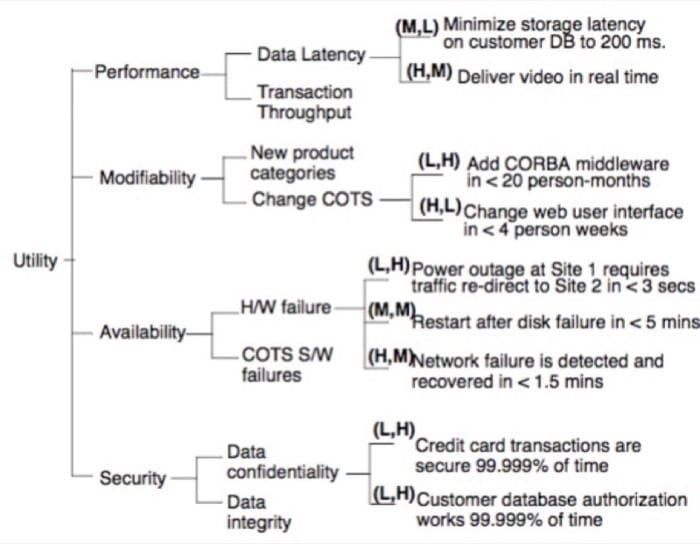 (M,L) Minimize storage latency
on customer DB to 200 ms.
Data Latency
Performance
(H,M) Deliver video in real time
Transaction
Throughput
New product
categories
(L,H) Add CORBA middleware
in < 20 person-months
Modifiability
Change COTS
(H,L) Change web user interface
in < 4 person weeks
Utility
(L,H) Power outage at Site 1 requires
traffic re-direct to Site 2 in < 3 secs
H/W failure
(M,M) Restart after disk failure in < 5 mins
Availability
COTS S/W
failures
(H,M) Network failure is detected and
recovered in < 1.5 mins
(L,H) Credit card transactions are
secure 99.999% of time
Data
confidentiality
Security
(L,H) Customer database authorization
works 99.999% of time
Data
integrity